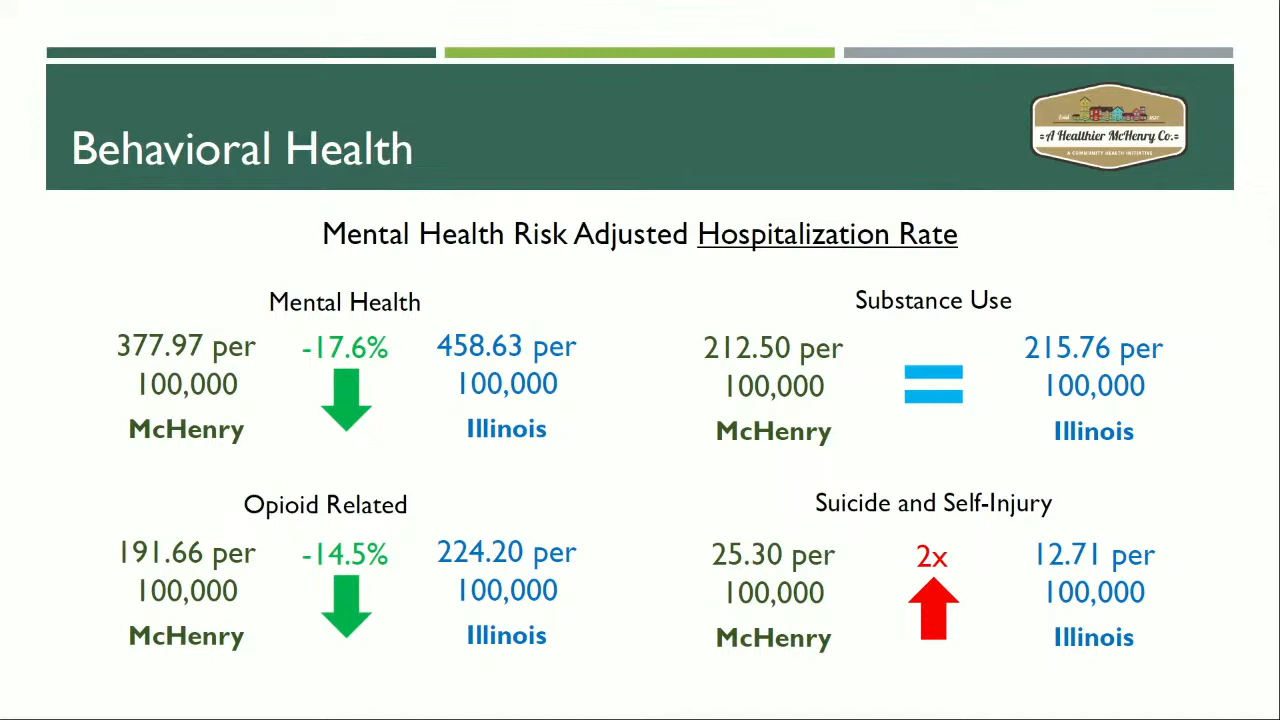 Behavioral Health
A Healthier McHenry Co.
A COMMUNITY HEALTH INITIATIVE
Mental Health Risk Adjusted Hospitalization Rate
Mental Health
377.97 per
100,000
McHenry
-17.6%
458.63 per
100,000
Illinois
Substance Use
212.50 per
100,000
McHenry
215.76 per
100,000
Illinois
Opioid Related
191.66 per
100,000
McHenry
-14.5%
224.20 per
100,000
Illinois
Suicide and Self-Injury
25.30 per
100,000
McHenry
2x
12.71 per
100,000
Illinois